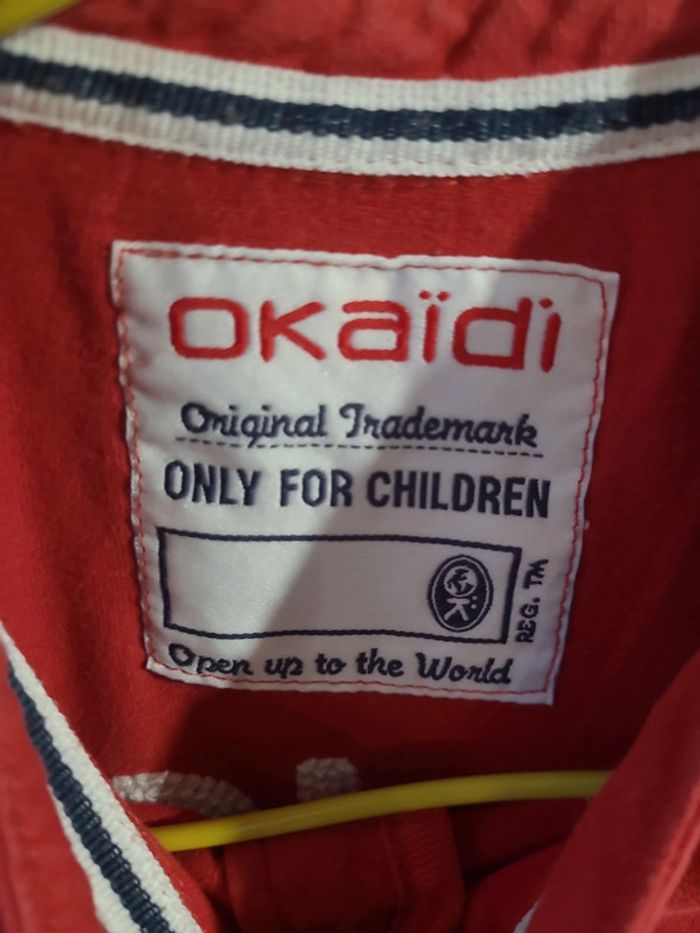 OKaïdi
Original Trademark
ONLY FOR CHILDREN
REG. TM
Open up to the World